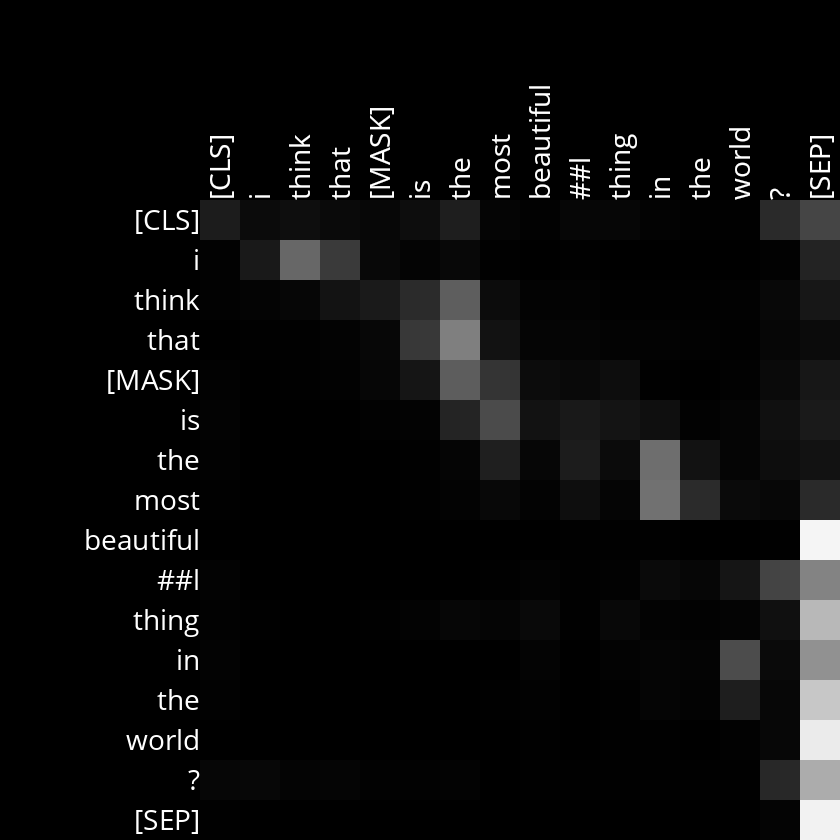 [CLS] i think that [MASK] is the most beautiful ##l thing in the world ? [SEP]
[CLS]
i
think
that
[MASK]
is
the
most
beautiful
##l
thing
in
the
world
?
[SEP]